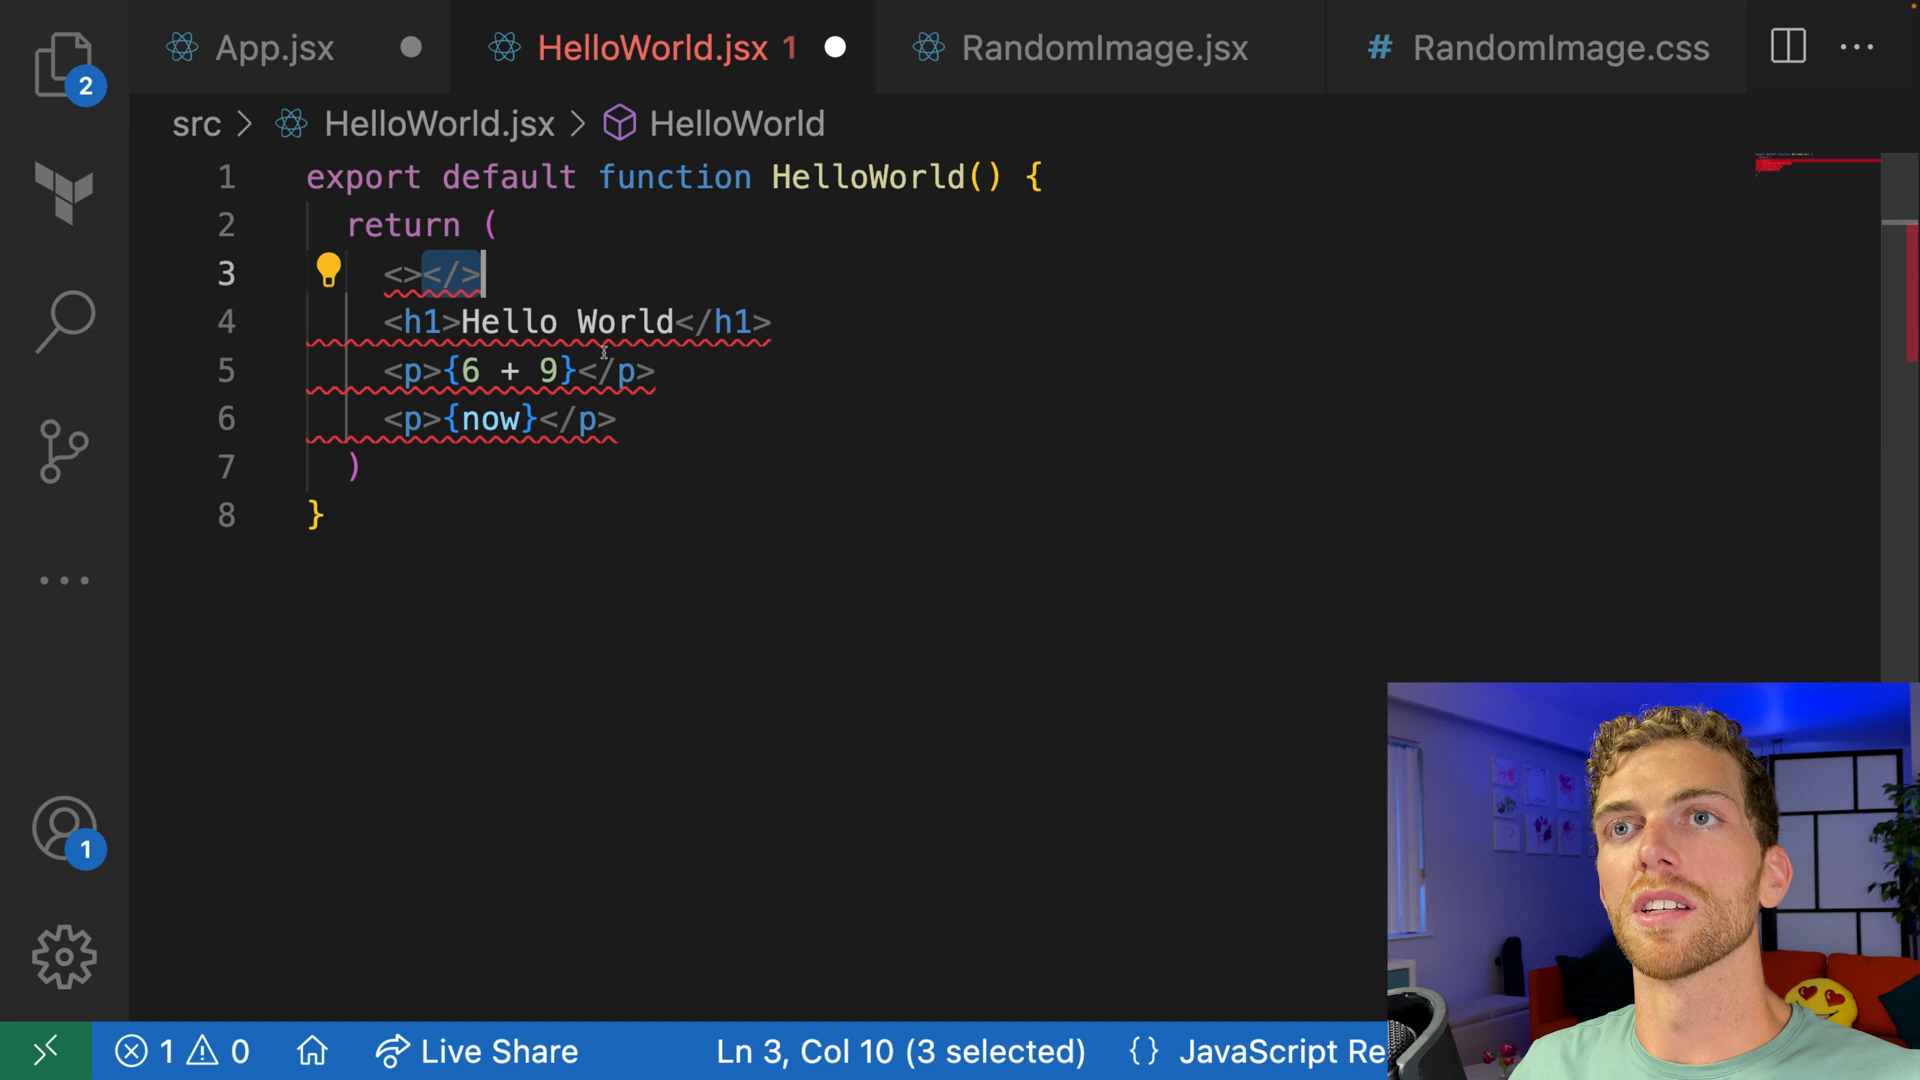 App.jsx
HelloWorld.jsx 1
RandomImage.jsx
# RandomImage.css
2
src > HelloWorld.jsx > HelloWorld
1 export default function HelloWorld() {
2 return (
3 <></>
4 <h1>Hello World</h1>
5 <p>{6 + 9}</p>
6 <p>{now}</p>
7 )
8 }
1
1 0
Live Share
Ln 3, Col 10 (3 selected)
{} JavaScript Re